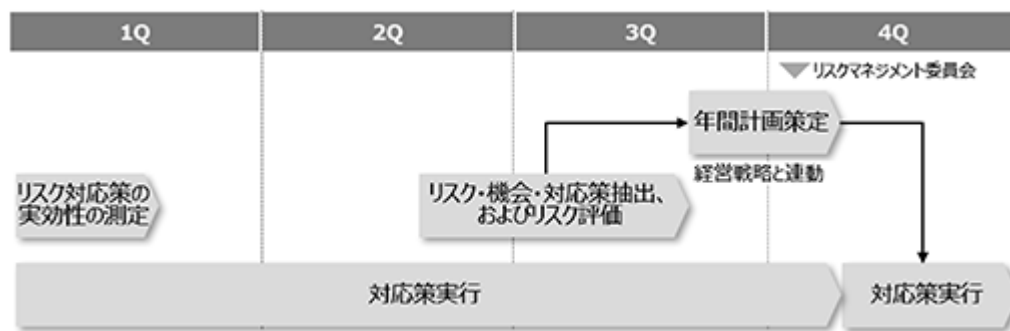 1Q
2Q
3Q
4Q
リスクマネジメント委員会
年間計画策定
経営戦略と連動
リスク対応策の
実効性の測定
リスク・機会・対応策抽出、
およびリスク評価
対応策実行
対応策実行